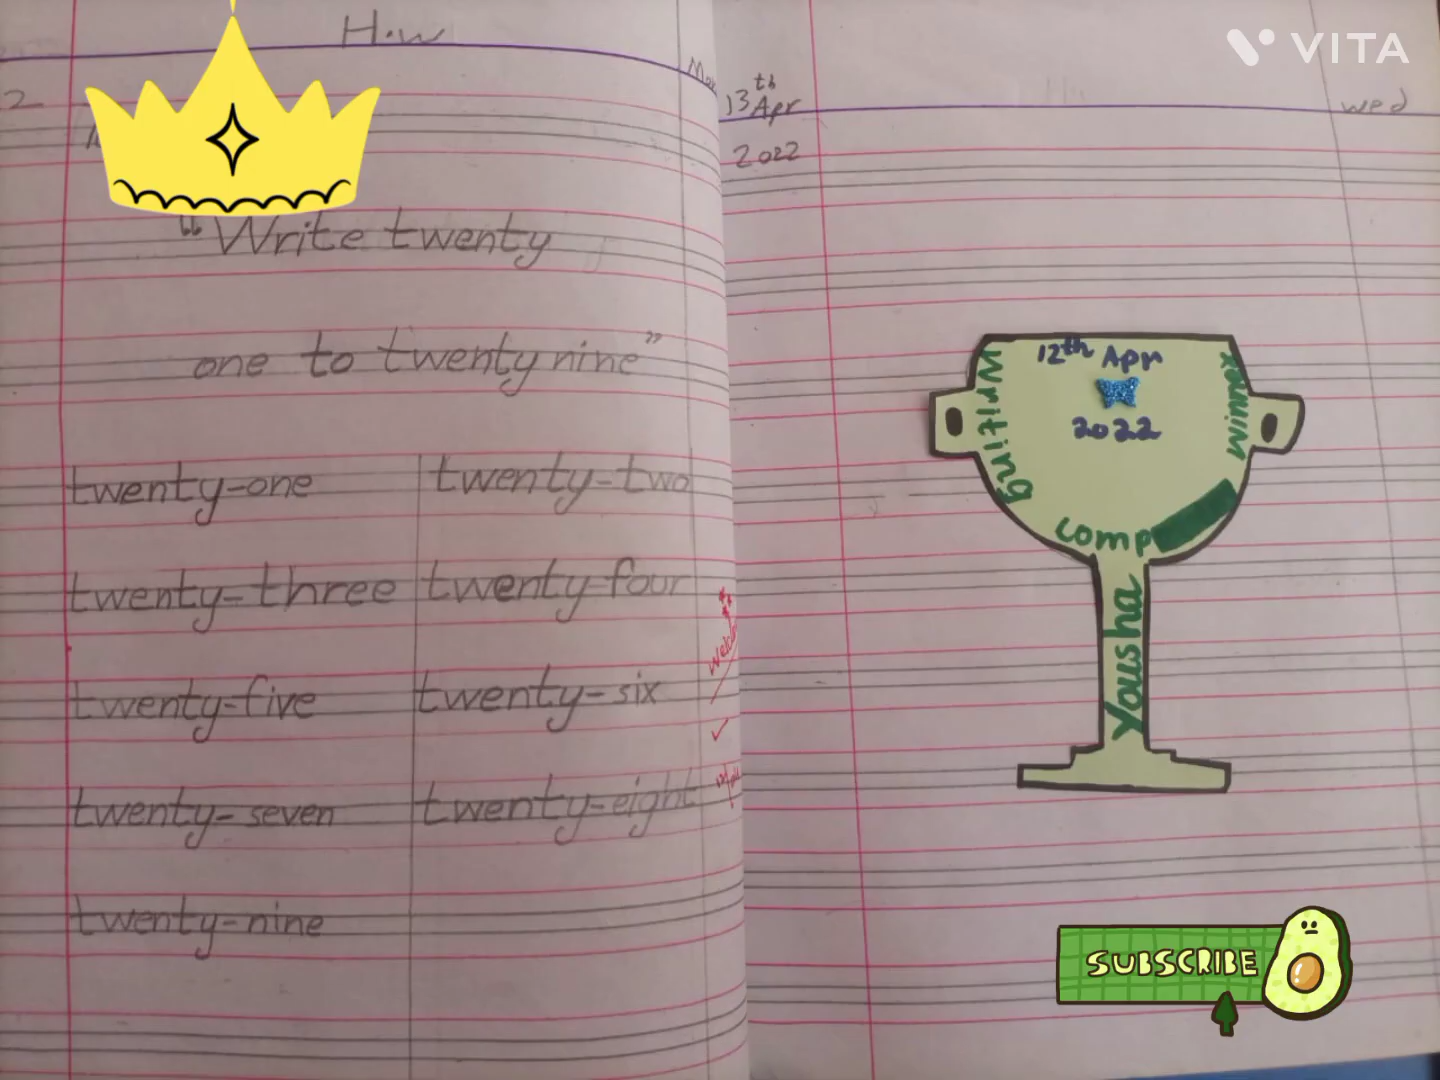 H.w
2
"Write twenty
one to twenty nine"
twenty-one twenty-two
twenty-three twenty-four
twenty-five twenty-six
twenty-seven twenty-eight
twenty-nine
13th Apr
2022
wed
VITA
12th Apr
2022
Writing
comp
Winner
Yousha
SUBSCRIBE